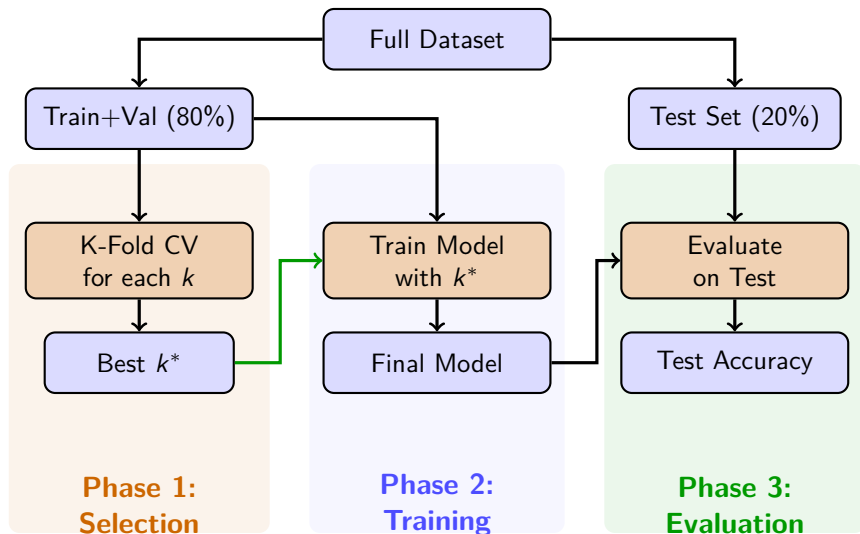 Full Dataset
Train+Val (80%)
Test Set (20%)
K-Fold CV
for each k
Train Model
with k*
Evaluate
on Test
Best k*
Final Model
Test Accuracy
Phase 1:
Selection
Phase 2:
Training
Phase 3:
Evaluation